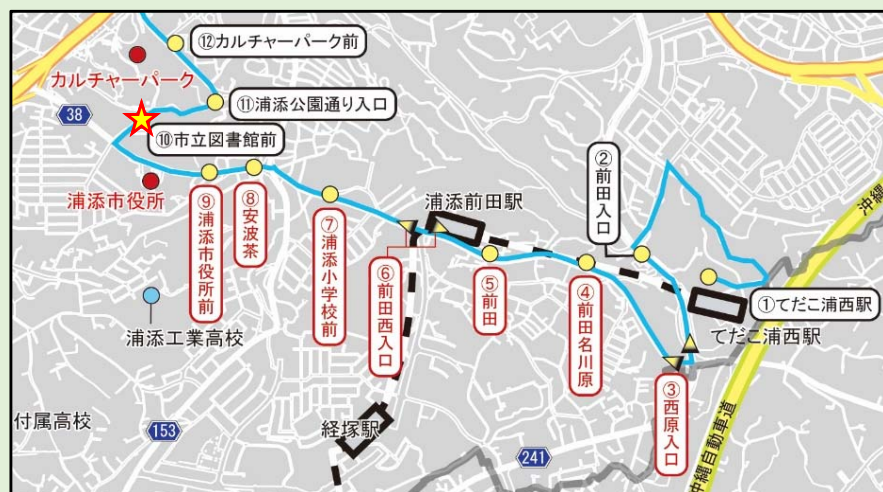 ⑫カルチャーパーク前
カルチャーパーク
⑪浦添公園通り入口
38
⑩市立図書館前
浦添市役所
⑨浦添市役所前
⑧安波茶
⑦浦添小学校前
浦添前田駅
⑥前田西入口
⑤前田
②前田入口
④前田名川原
①てだこ浦西駅
てだこ浦西駅
③西原入口
浦添工業高校
付属高校
153
経塚駅
241
沖縄自動車道
沖縄